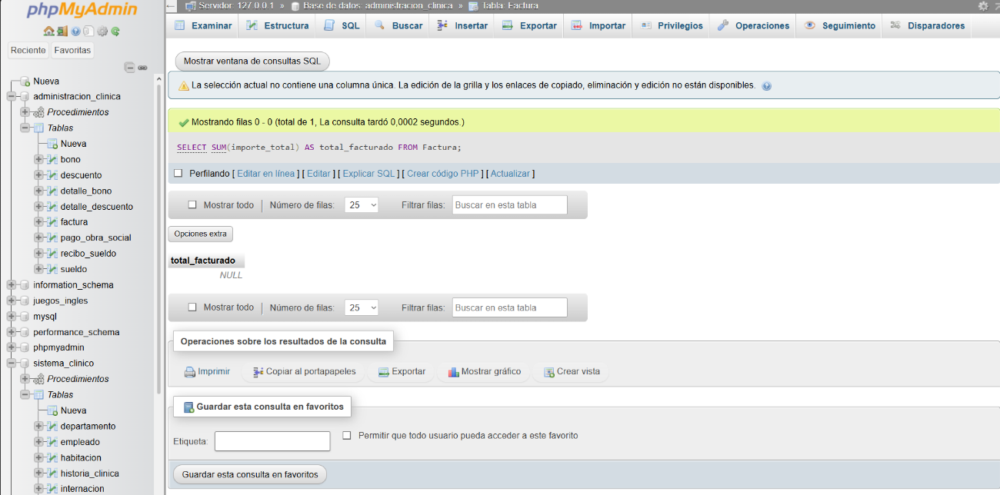 phpMyAdmin
Reciente Favoritas
Nueva
administracion_clinica
Procedimientos
Tablas
Nueva
bono
descuento
detalle_bono
detalle_descuento
factura
pago_obra_social
recibo_sueldo
sueldo
information_schema
juegos_ingles
mysql
performance_schema
phpmyadmin
sistema_clinico
Procedimientos
Tablas
Nueva
departamento
empleado
habitacion
historia_clinica
internacion
Servidor: 127.0.0.1 » Base de datos: administracion_clinica » Tabla: Factura
Examinar Estructura SQL Buscar Insertar Exportar Importar Privilegios Operaciones Seguimiento Disparadores
Mostrar ventana de consultas SQL
La selección actual no contiene una columna única. La edición de la grilla y los enlaces de copiado, eliminación y edición no están disponibles.
Mostrando filas 0 - 0 (total de 1, La consulta tardó 0,0002 segundos.)
SELECT SUM(importe_total) AS total_facturado FROM Factura;
Perfilando [ Editar en línea ] [ Editar ] [ Explicar SQL ] [ Crear código PHP ] [ Actualizar ]
Mostrar todo | Número de filas: 25 Filtrar filas: Buscar en esta tabla
Opciones extra
total_facturado
NULL
Mostrar todo | Número de filas: 25 Filtrar filas: Buscar en esta tabla
Operaciones sobre los resultados de la consulta
Imprimir Copiar al portapapeles Exportar Mostrar gráfico Crear vista
Guardar esta consulta en favoritos
Etiqueta: Permitir que todo usuario pueda acceder a este favorito
Guardar esta consulta en favoritos